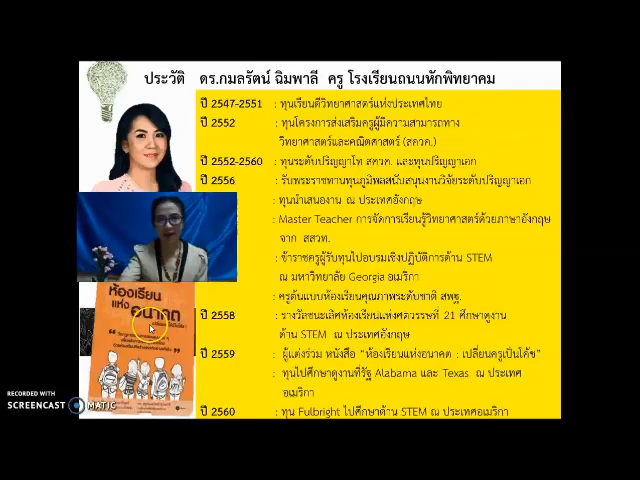 ประวัติ ดร.กมลรัตน์ ฉิมพาลี ครู โรงเรียนถนนหักพิทยาคม
ปี 2547-2551 : ทุนเรียนดีวิทยาศาสตร์แห่งประเทศไทย
ปี 2552 : ทุนโครงการส่งเสริมครูผู้มีความสามารถทาง
วิทยาศาสตร์และคณิตศาสตร์ (สควค.)
ปี 2552-2560 : ทุนระดับปริญญาโท สควค. และทุนปริญญาเอก
ปี 2556 : รับพระราชทานทุนภูมิพลสนับสนุนงานวิจัยระดับปริญญาเอก
: ทุนนำเสนองาน ณ ประเทศอังกฤษ
: Master Teacher การจัดการเรียนรู้วิทยาศาสตร์ด้วยภาษาอังกฤษ
จาก สสวท.
: ข้าราชครูผู้รับทุนไปอบรมเชิงปฏิบัติการด้าน STEM
ณ มหาวิทยาลัย Georgia อเมริกา
: ครูต้นแบบห้องเรียนคุณภาพระดับชาติ สพฐ.
ปี 2558 : รางวัลชนะเลิศห้องเรียนแห่งศตวรรษที่ 21 ศึกษาดูงาน
ด้าน STEM ณ ประเทศอังกฤษ
ปี 2559 : ผู้แต่งร่วม หนังสือ "ห้องเรียนแห่งอนาคต : เปลี่ยนครูเป็นโค้ช"
: ทุนไปศึกษาดูงานที่รัฐ Alabama และ Texas ณ ประเทศ
อเมริกา
ปี 2560 : ทุน Fulbright ไปศึกษาด้าน STEM ณ ประเทศอเมริกา
ห้องเรียน
แห่ง อนาคต
RECORDED WITH
SCREENCAST MATIC